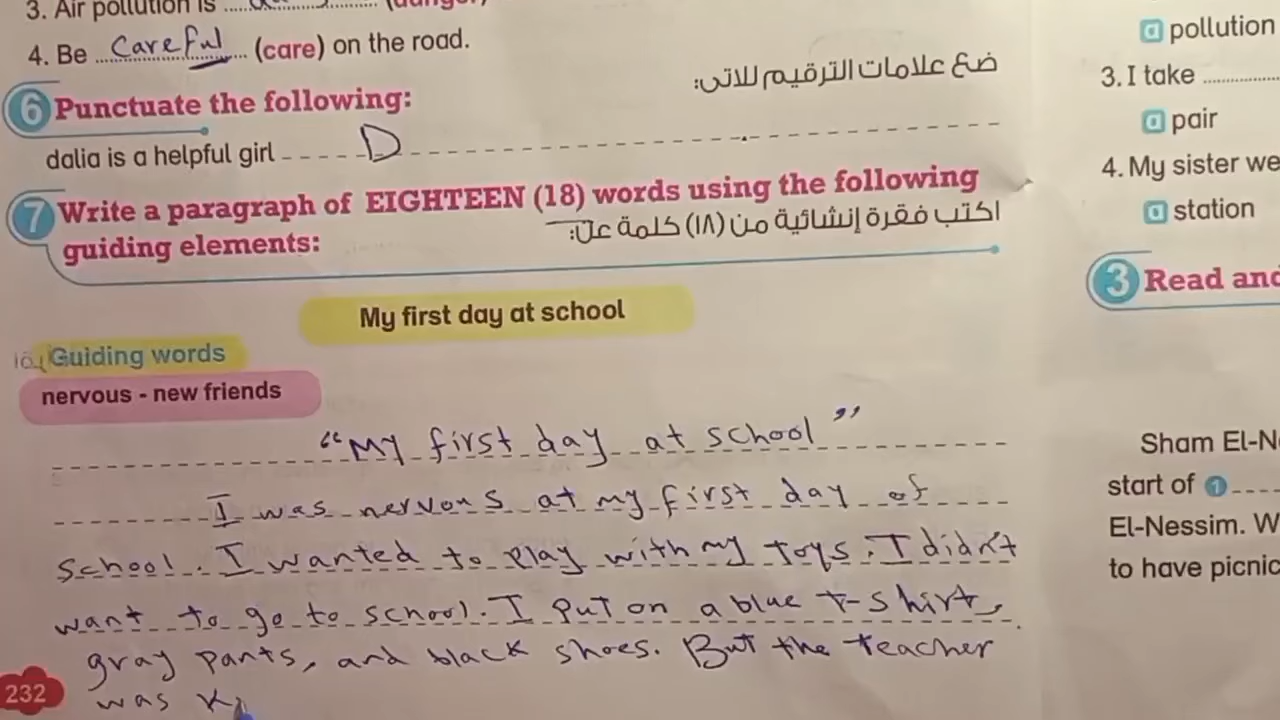 3. Air pollution is (danger)
4. Be Careful (care) on the road.
6 Punctuate the following:
ضع علامات الترقيم للاتى:
dalia is a helpful girl D .
7 Write a paragraph of EIGHTEEN (18) words using the following
guiding elements:
اكتب فقرة إنشائية من (١٨) كلمة عن:
My first day at school
Guiding words
nervous - new friends
“My first day at school”
I was nervous at my first day of
school. I wanted to play with my toys. I didn't
want to go to school. I put on a blue t-shirt,
gray pants, and black shoes. But the teacher
was
232
a pollution
3. I take
a pair
4. My sister we
a station
3 Read and
Sham El-N
start of 1
El-Nessim. W
to have picnic